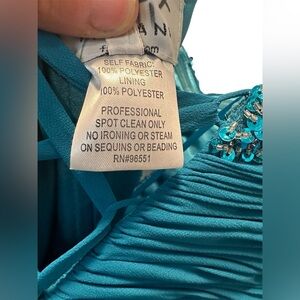 SELF FABRIC:
100% POLYESTER
LINING
100% POLYESTER
PROFESSIONAL
SPOT CLEAN ONLY
NO IRONING OR STEAM
ON SEQUINS OR BEADING
RN#96551